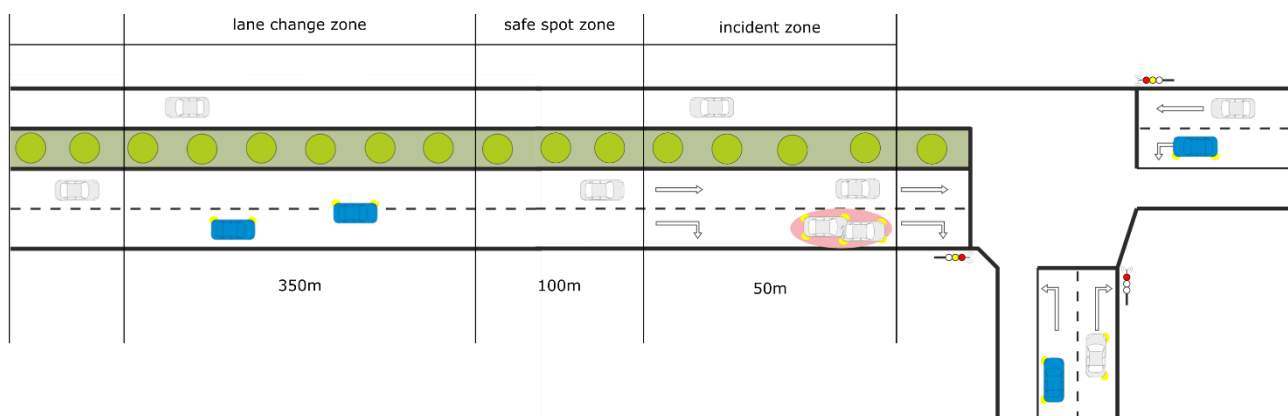 lane change zone
safe spot zone
incident zone
350m
100m
50m